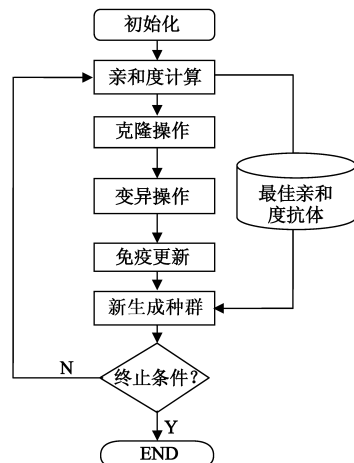 初始化
亲和度计算
克隆操作
变异操作
最佳亲和
度抗体
免疫更新
新生成种群
终止条件？
N
Y
END